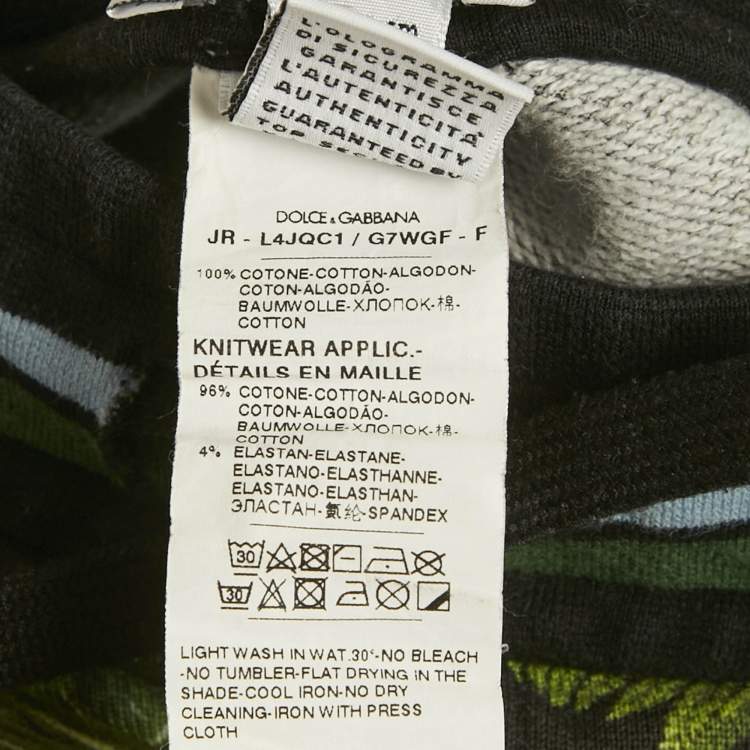 L'OLOGRAMMA
DI SICUREZZA
GARANTISCE
L'AUTENTICITÀ
AUTHENTICITY
GUARANTEED BY
TOP SECURED
DOLCE & GABBANA
JR - L4JQC1 / G7WGF - F
100% COTONE-COTTON-ALGODON-
COTON-ALGODÃO-
BAUMWOLLE-ХЛОПОК-棉-
COTTON
KNITWEAR APPLIC.-
DÉTAILS EN MAILLE
96% COTONE-COTTON-ALGODON-
COTON-ALGODÃO-
BAUMWOLLE-ХЛОПОК-棉-
COTTON
4% ELASTAN-ELASTANE-
ELASTANO-ELASTHANNE-
ELASTANO-ELASTHAN-
ЭЛАСТАН-氨纶-SPANDEX
30
30
LIGHT WASH IN WAT.30°-NO BLEACH
-NO TUMBLER-FLAT DRYING IN THE
SHADE-COOL IRON-NO DRY
CLEANING-IRON WITH PRESS
CLOTH